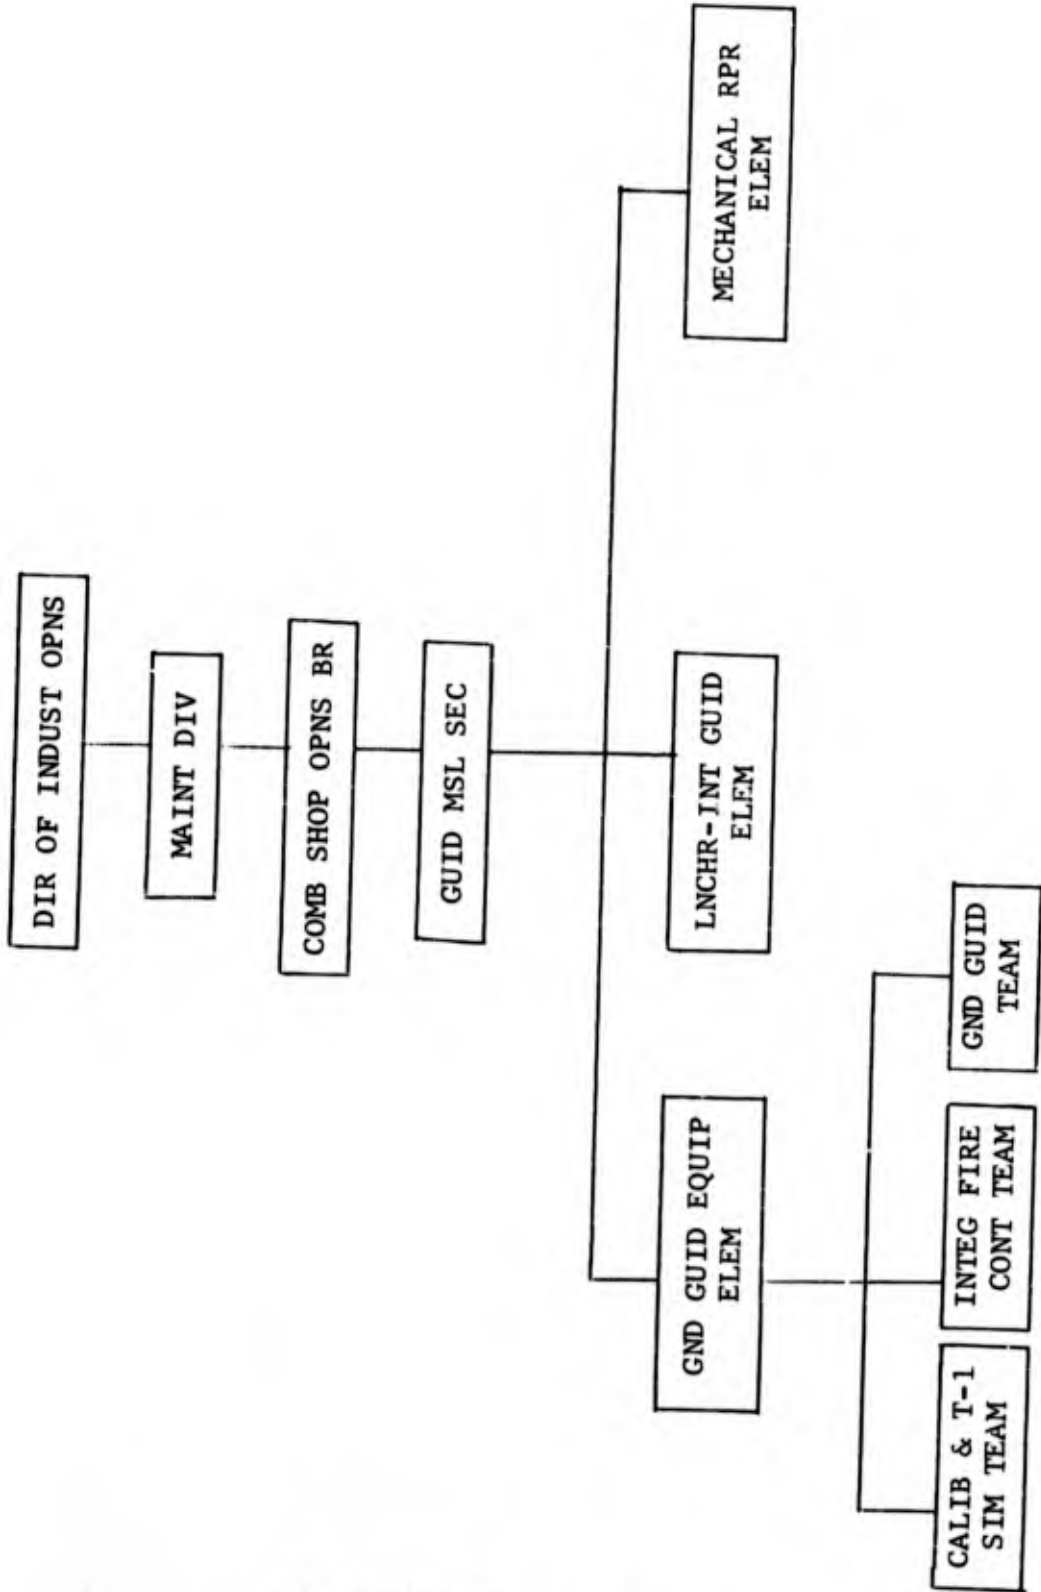 DIR OF INDUST OPNS
MAINT DIV
COMB SHOP OPNS BR
GUID MSL SEC
GND GUID EQUIP
ELEM
LNCHR-INT GUID
ELEM
MECHANICAL RPR
ELEM
CALIB & T-1
SIM TEAM
INTEG FIRE
CONT TEAM
GND GUID
TEAM